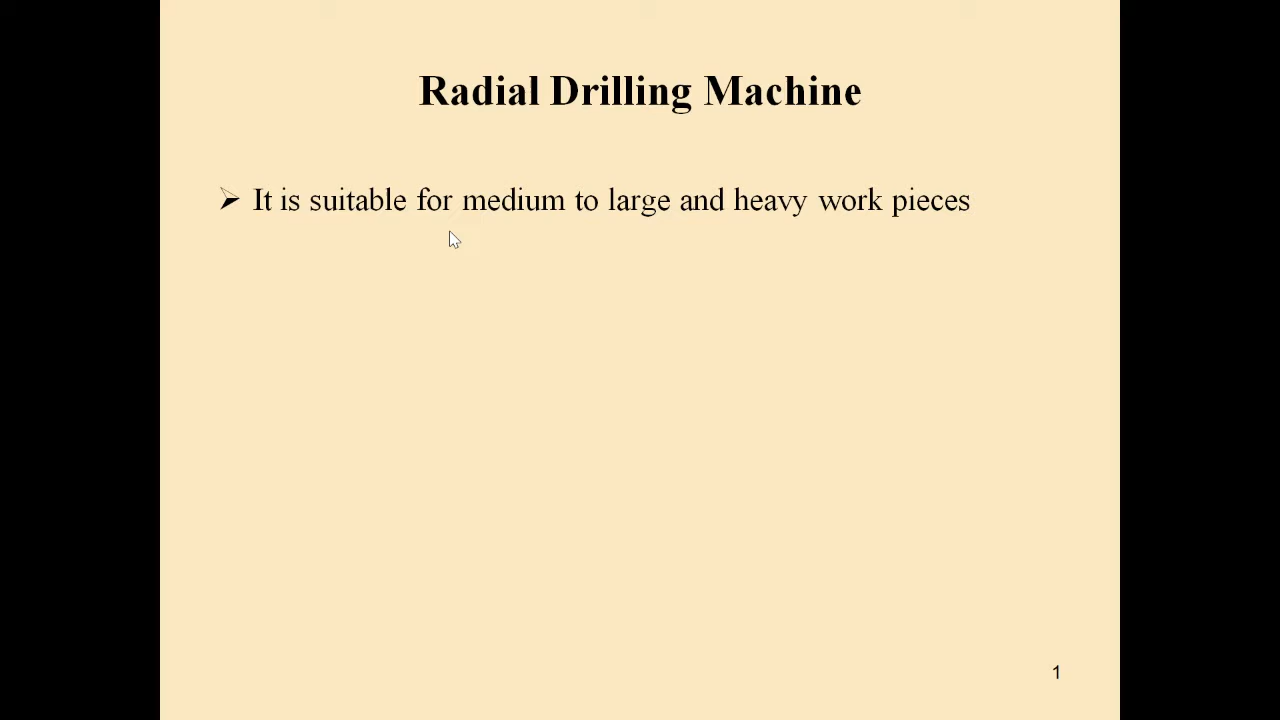 Radial Drilling Machine
➢ It is suitable for medium to large and heavy work pieces
1